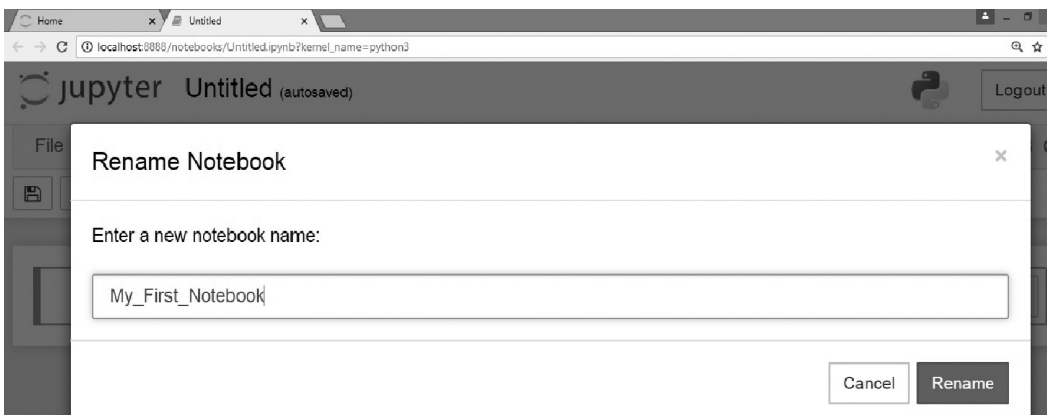 Home
Untitled
localhost:8888/notebooks/Untitled.ipynb?kernel_name=python3
jupyter Untitled (autosaved)
Logout
File
Rename Notebook
Enter a new notebook name:
My_First_Notebook
Cancel Rename